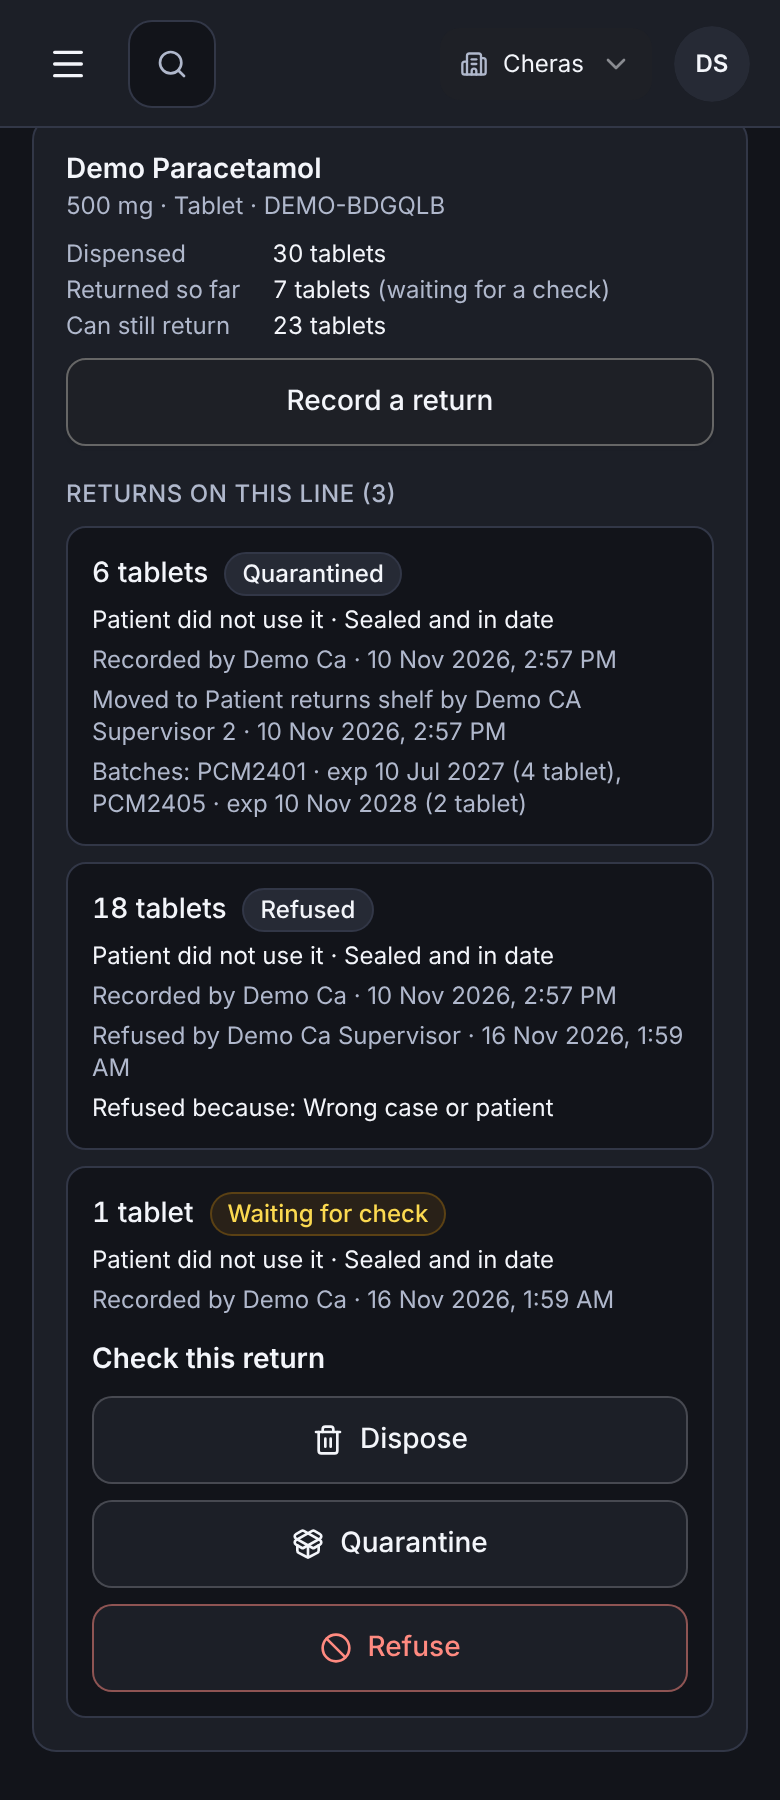 Cheras
DS
Demo Paracetamol
500 mg · Tablet · DEMO-BDGQLB
Dispensed 30 tablets
Returned so far 7 tablets (waiting for a check)
Can still return 23 tablets
Record a return
RETURNS ON THIS LINE (3)
6 tablets Quarantined
Patient did not use it · Sealed and in date
Recorded by Demo Ca · 10 Nov 2026, 2:57 PM
Moved to Patient returns shelf by Demo CA
Supervisor 2 · 10 Nov 2026, 2:57 PM
Batches: PCM2401 · exp 10 Jul 2027 (4 tablet),
PCM2405 · exp 10 Nov 2028 (2 tablet)
18 tablets Refused
Patient did not use it · Sealed and in date
Recorded by Demo Ca · 10 Nov 2026, 2:57 PM
Refused by Demo Ca Supervisor · 16 Nov 2026, 1:59
AM
Refused because: Wrong case or patient
1 tablet Waiting for check
Patient did not use it · Sealed and in date
Recorded by Demo Ca · 16 Nov 2026, 1:59 AM
Check this return
Dispose
Quarantine
Refuse